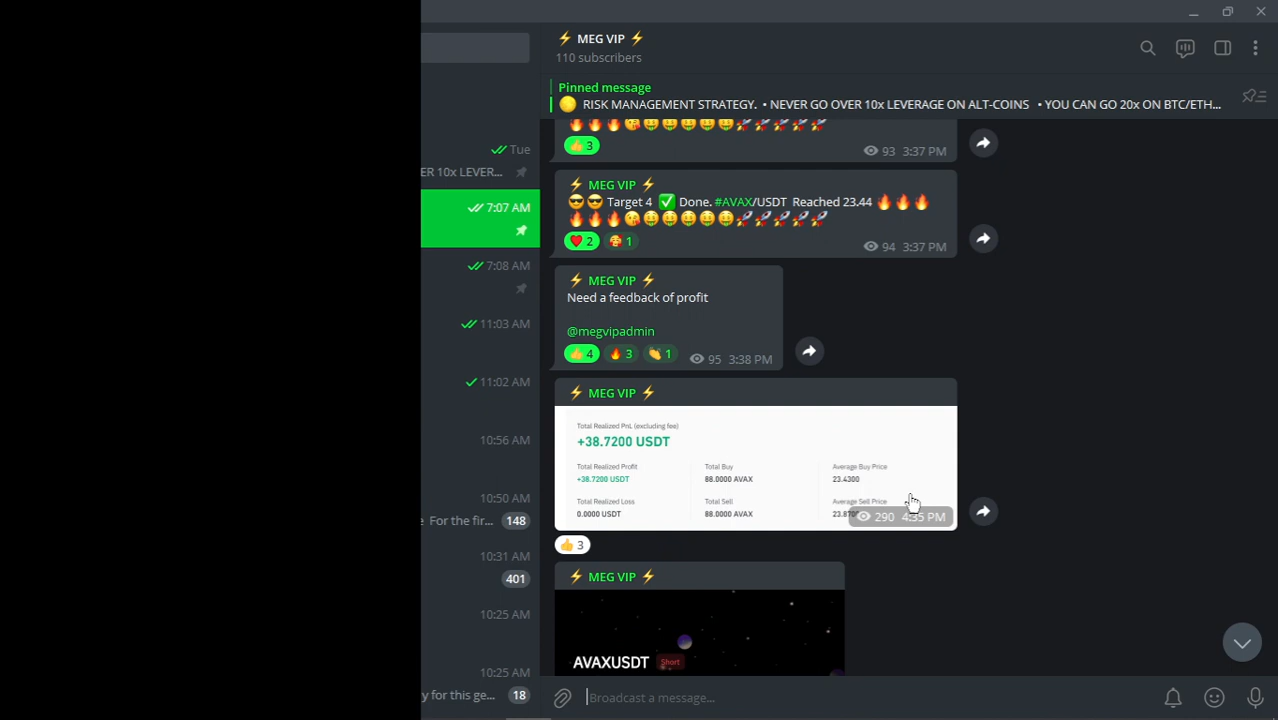 ⚡ MEG VIP ⚡
110 subscribers
Pinned message
🟡 RISK MANAGEMENT STRATEGY. • NEVER GO OVER 10x LEVERAGE ON ALT-COINS • YOU CAN GO 20x ON BTC/ETH...
Tue
ER 10x LEVER...
7:07 AM
7:08 AM
11:03 AM
11:02 AM
10:56 AM
10:50 AM
For the fir... 148
10:31 AM
401
10:25 AM
10:25 AM
y for this ge... 18
🔥🔥🔥😘🤑🤑🤑🤑🤑🚀🚀🚀🚀🚀
👍 3
93 3:37 PM
⚡ MEG VIP ⚡
😎😎 Target 4 ✅ Done. #AVAX/USDT Reached 23.44 🔥🔥🔥
🔥🔥🔥😘🤑🤑🤑🤑🤑🚀🚀🚀🚀🚀
❤️ 2 🥰 1
94 3:37 PM
⚡ MEG VIP ⚡
Need a feedback of profit
@megvipadmin
👍 4 🔥 3 👏 1 95 3:38 PM
⚡ MEG VIP ⚡
Total Realized PnL (excluding fee)
+38.7200 USDT
Total Realized Profit Total Buy Average Buy Price
+38.7200 USDT 88.0000 AVAX 23.4300
Total Realized Loss Total Sell Average Sell Price
0.0000 USDT 88.0000 AVAX
290 4:35 PM
👍 3
⚡ MEG VIP ⚡
AVAXUSDT Short
Broadcast a message...